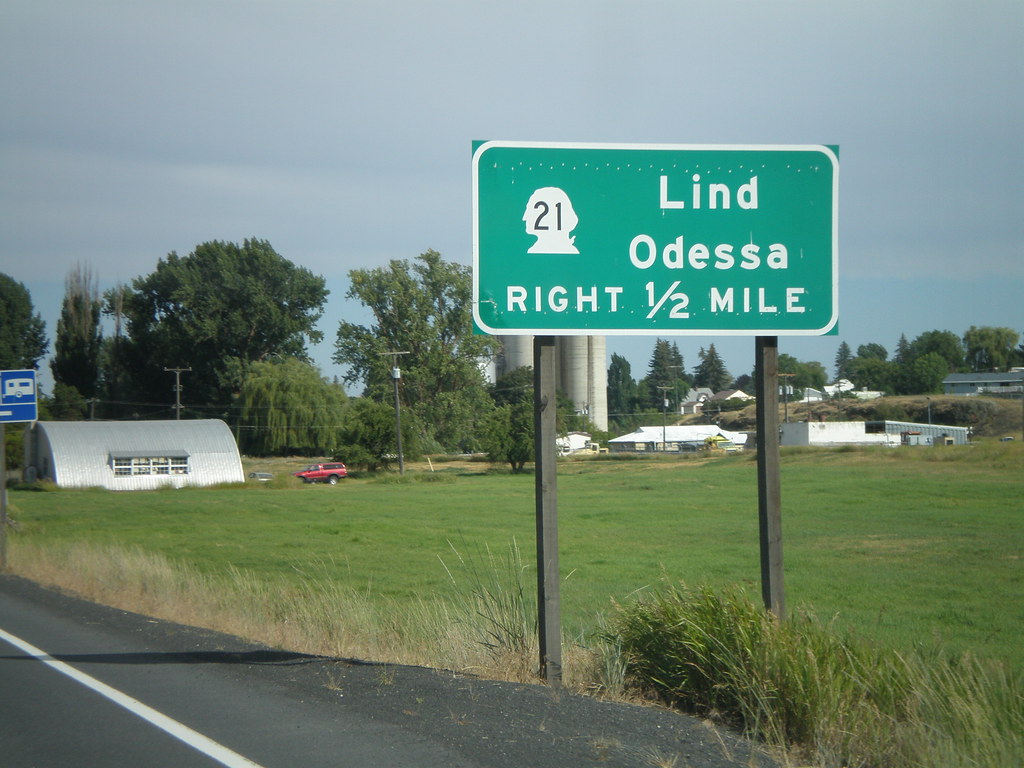 21
Lind
Odessa
RIGHT 1/2 MILE